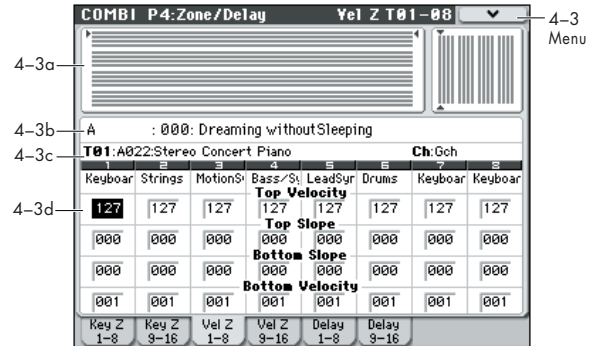 COMBI P4:Zone/Delay Vel Z T01-08
4–3 Menu
4–3a
4–3b
A : 000: Dreaming withoutSleeping
4–3c
T01:A022:Stereo Concert Piano Ch:Gch
1 2 3 4 5 6 7 8
Keyboar Strings MotionS Bass/Sy LeadSyr Drums Keyboar Keyboar
Top Velocity
4–3d
127 127 127 127 127 127 127 127
Top Slope
000 000 000 000 000 000 000 000
Bottom Slope
000 000 000 000 000 000 000 000
Bottom Velocity
001 001 001 001 001 001 001 001
Key Z 1-8 Key Z 9-16 Vel Z 1-8 Vel Z 9-16 Delay 1-8 Delay 9-16